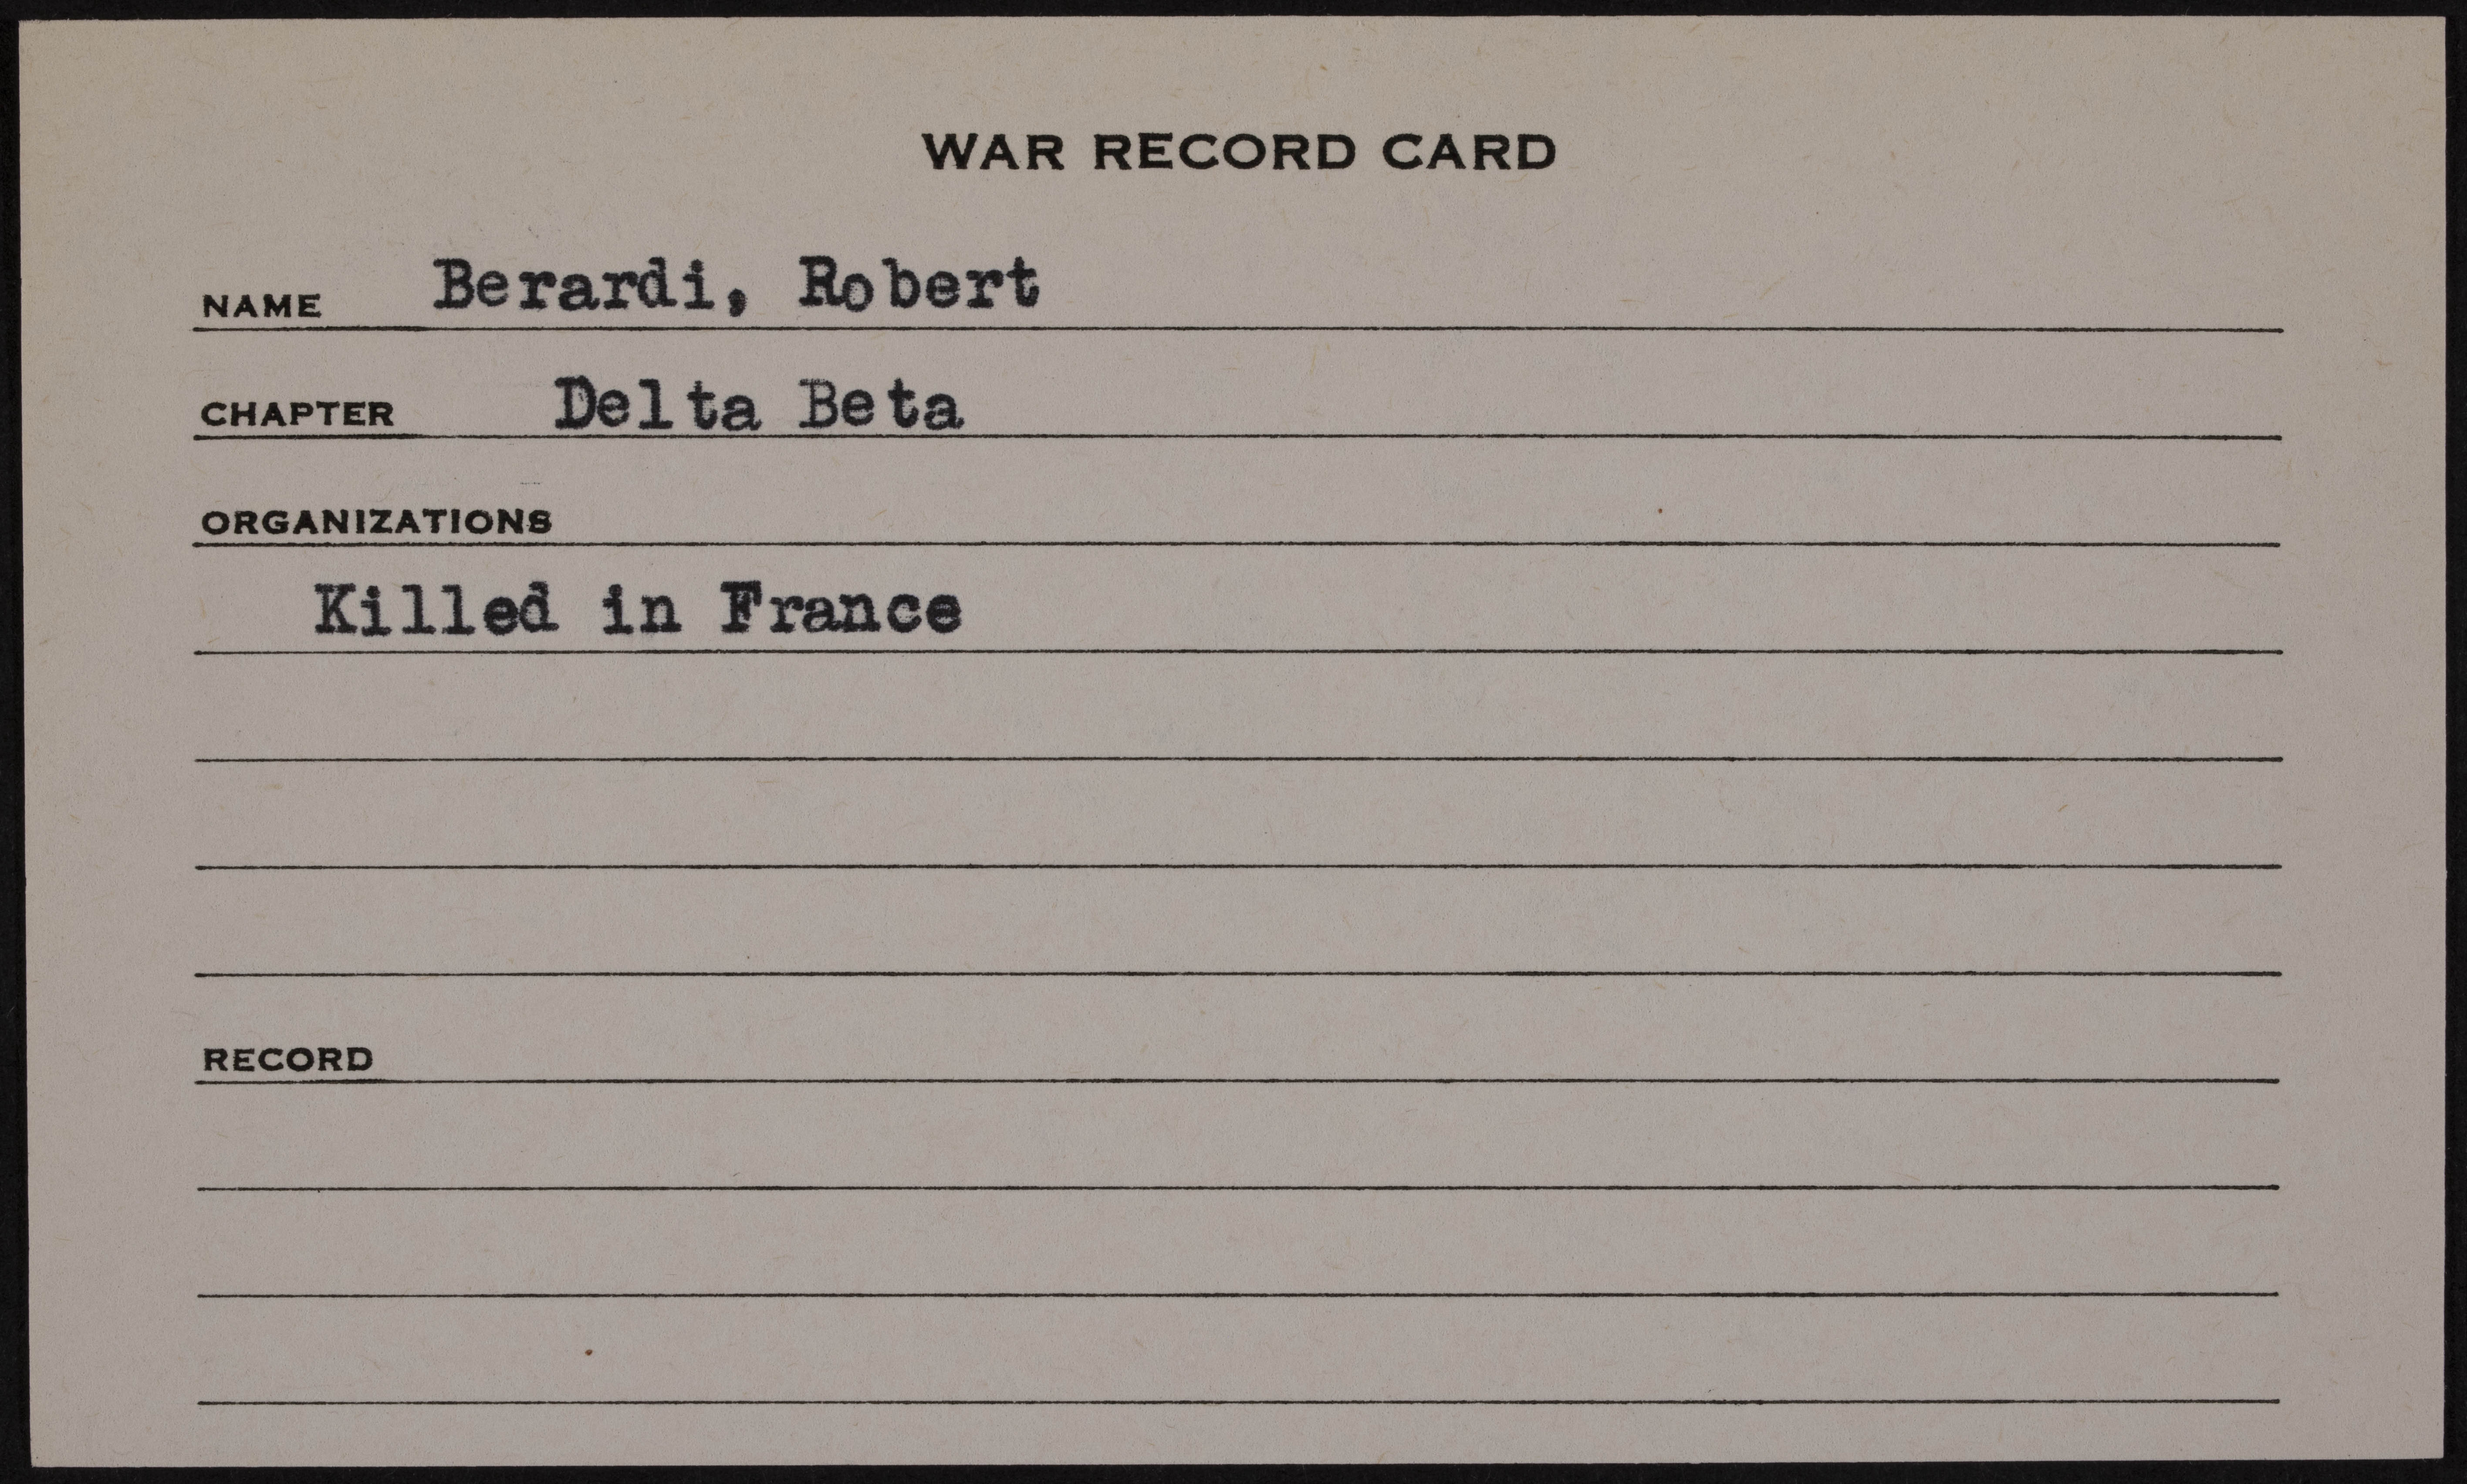 WAR RECORD CARD
NAME Berardi, Robert
CHAPTER Delta Beta
ORGANIZATIONS
Killed in France
RECORD